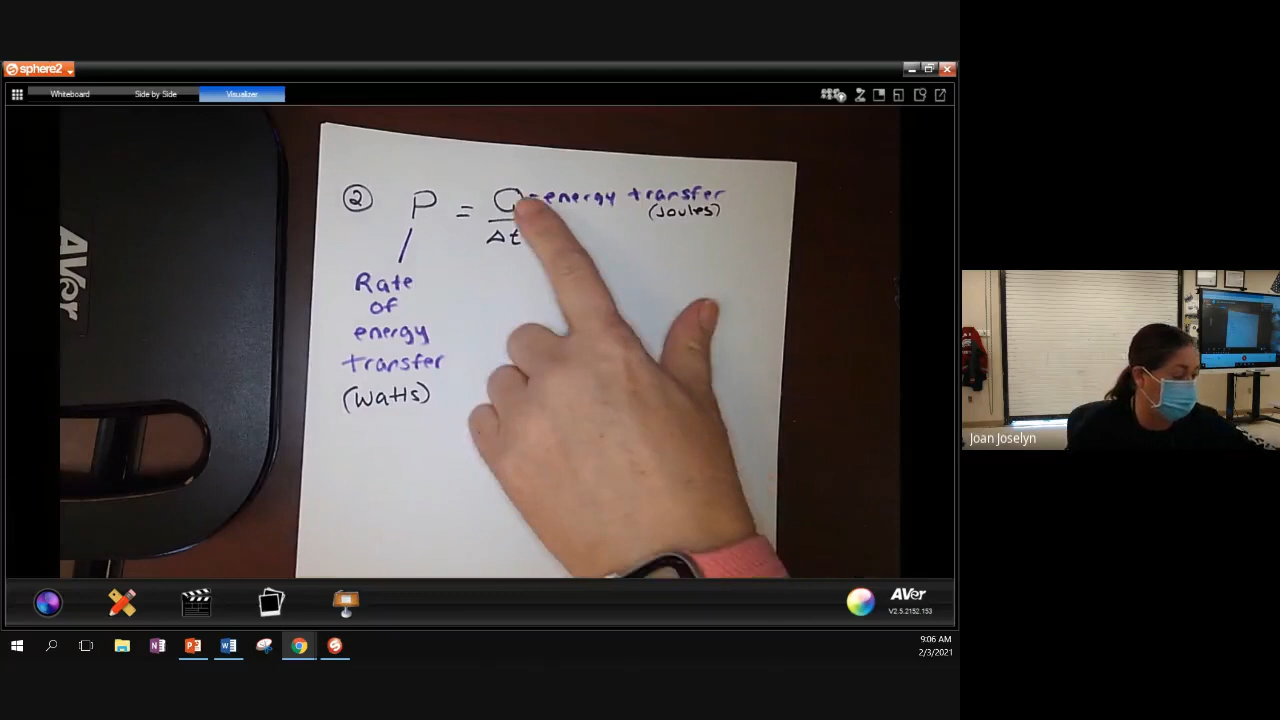 sphere2
Whiteboard
Side by Side
Visualizer
AVer
② P = Q - energy transfer
(Joules)
Δt
Rate
of
energy
transfer
(Watts)
Joan Joselyn
AVer
V2.5.2152.153
9:06 AM
2/3/2021